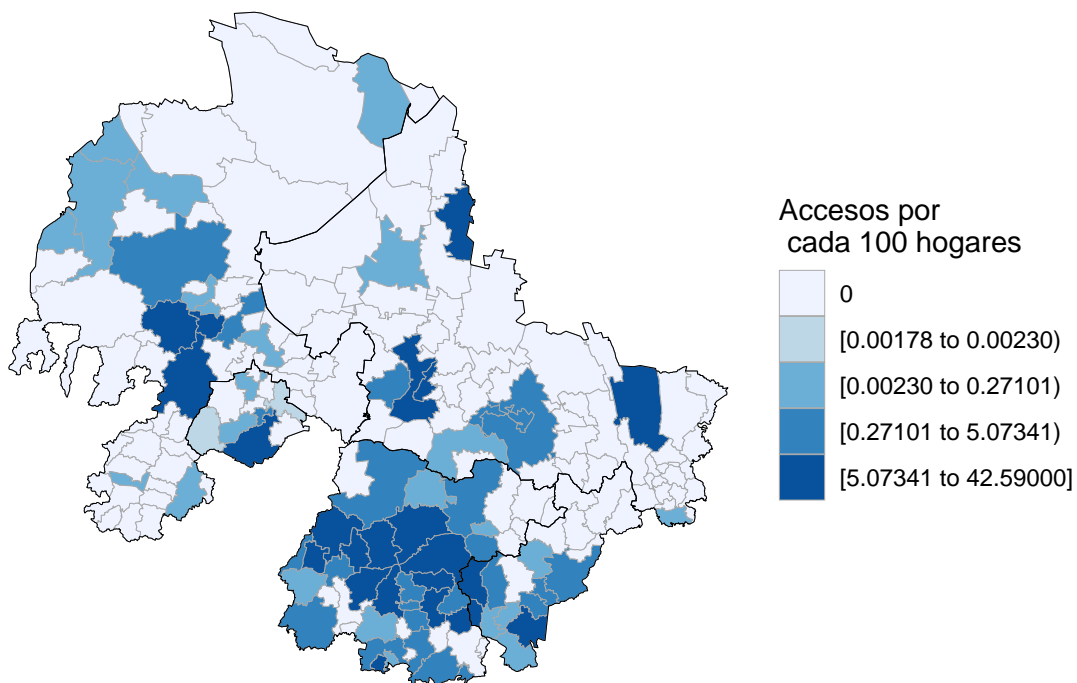 Accesos por
cada 100 hogares
0
[0.00178 to 0.00230)
[0.00230 to 0.27101)
[0.27101 to 5.07341)
[5.07341 to 42.59000]